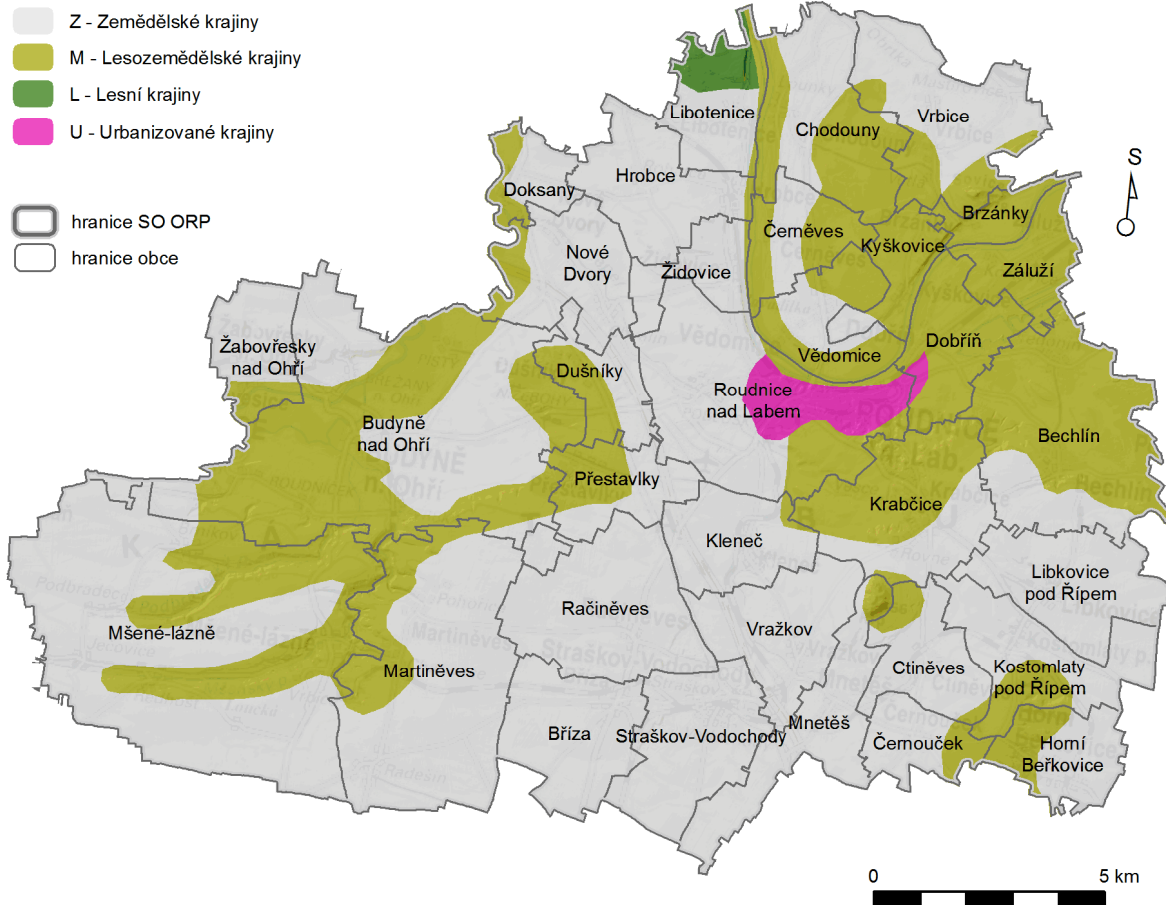 Z - Zemědělské krajiny
M - Lesozemědělské krajiny
L - Lesní krajiny
U - Urbanizované krajiny
hranice SO ORP
hranice obce
S
Libotenice
Chodouny
Vrbice
Hrobce
Doksany
Brzánky
Černěves
Kyškovice
Nové
Dvory
Židovice
Záluží
Žabovřesky
nad Ohří
Vědomice
Dobříň
Dušníky
Roudnice
nad Labem
Budyně
nad Ohří
Bechlín
Přestavlky
Krabčice
Kleneč
Libkovice
pod Řípem
Račiněves
Vražkov
Mšené-lázně
Martiněves
Ctiněves
Kostomlaty
pod Řípem
Bříza
Straškov-Vodochody
Mnetěš
Černouček
Horní
Beřkovice
0
5 km